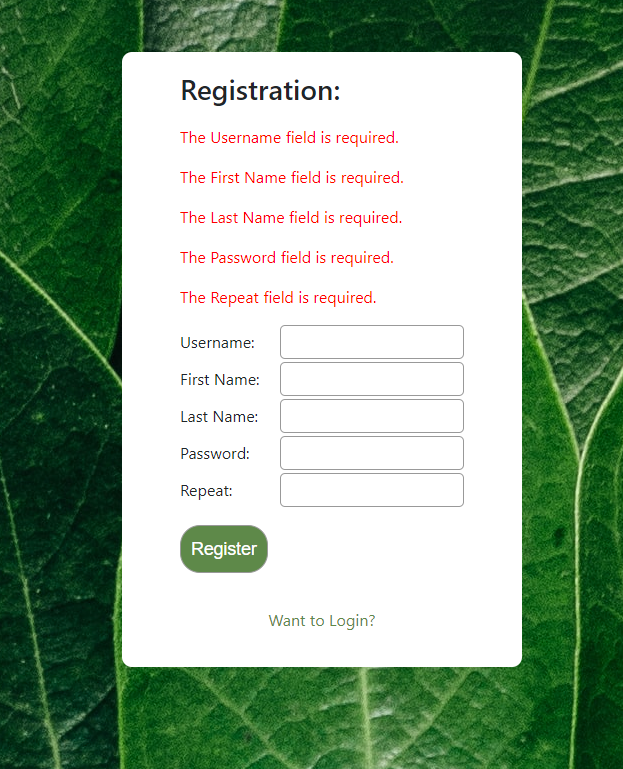 Registration:
The Username field is required.
The First Name field is required.
The Last Name field is required.
The Password field is required.
The Repeat field is required.
Username:
First Name:
Last Name:
Password:
Repeat:
Register
Want to Login?